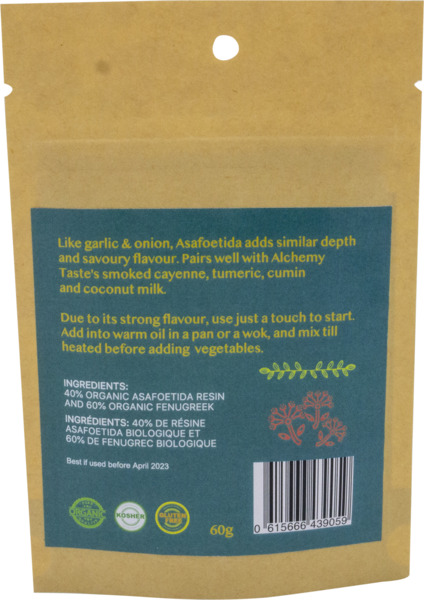 Like garlic & onion, Asafoetida adds similar depth
and savoury flavour. Pairs well with Alchemy
Taste's smoked cayenne, tumeric, cumin
and coconut milk.
Due to its strong flavour, use just a touch to start.
Add into warm oil in a pan or a wok, and mix till
heated before adding vegetables.
INGREDIENTS:
40% ORGANIC ASAFOETIDA RESIN
AND 60% ORGANIC FENUGREEK
INGRÉDIENTS: 40% DE RÉSINE
ASAFOETIDA BIOLOGIQUE ET
60% DE FENUGREC BIOLOGIQUE
Best if used before April 2023
ORGANIC
KOSHER
GLUTEN
FREE
60g
0 615666 439059